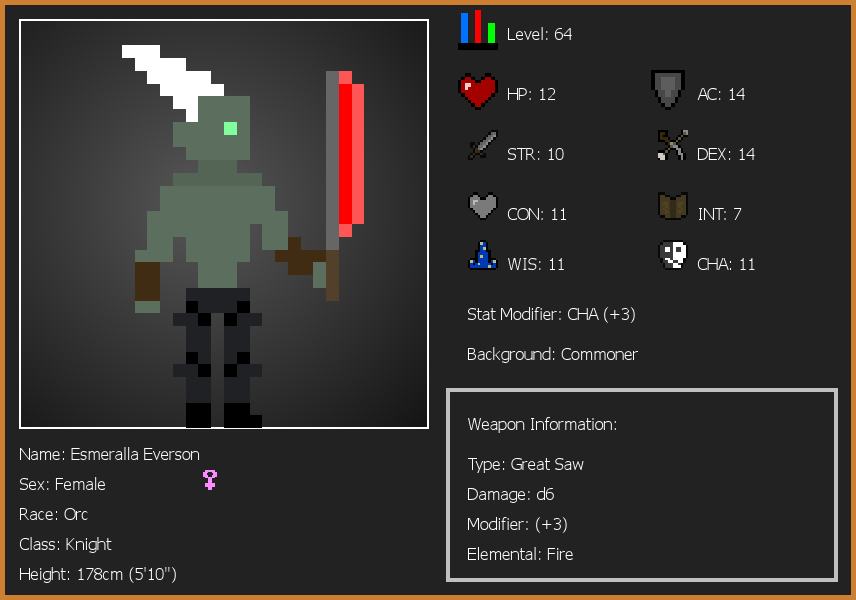 Level: 64
HP: 12
AC: 14
STR: 10
DEX: 14
CON: 11
INT: 7
WIS: 11
CHA: 11
Stat Modifier: CHA (+3)
Background: Commoner
Weapon Information:
Type: Great Saw
Damage: d6
Modifier: (+3)
Elemental: Fire
Name: Esmeralla Everson
Sex: Female
Race: Orc
Class: Knight
Height: 178cm (5'10")